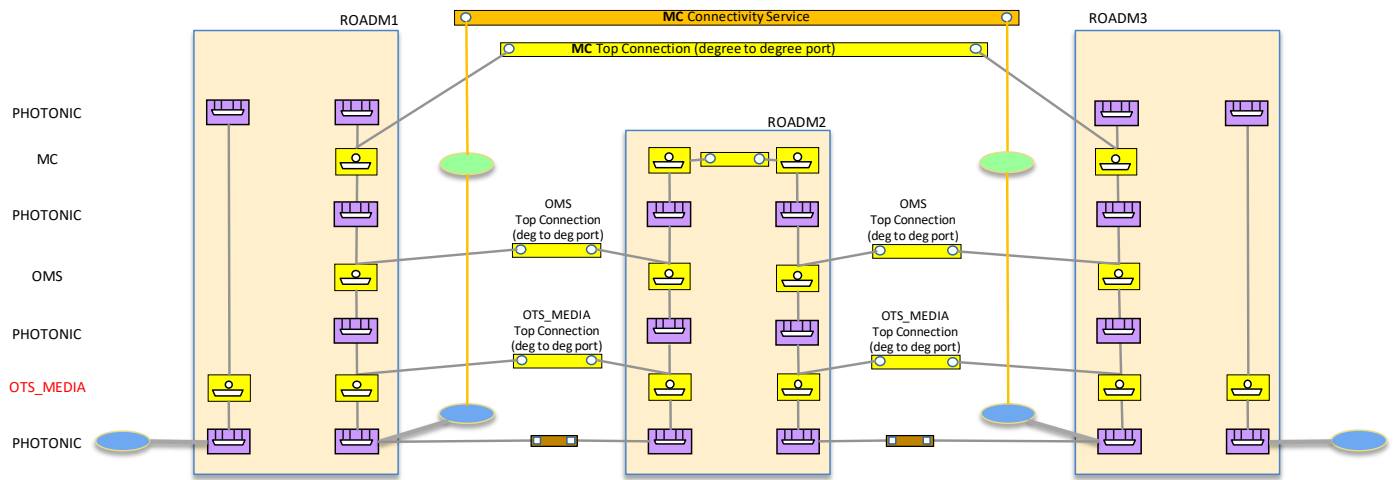 MC Connectivity Service
ROADM1
ROADM3
MC Top Connection (degree to degree port)
PHOTONIC
ROADM2
MC
PHOTONIC
OMS
Top Connection
(deg to deg port)
OMS
Top Connection
(deg to deg port)
OMS
PHOTONIC
OTS_MEDIA
Top Connection
(deg to deg port)
OTS_MEDIA
Top Connection
(deg to deg port)
OTS_MEDIA
PHOTONIC